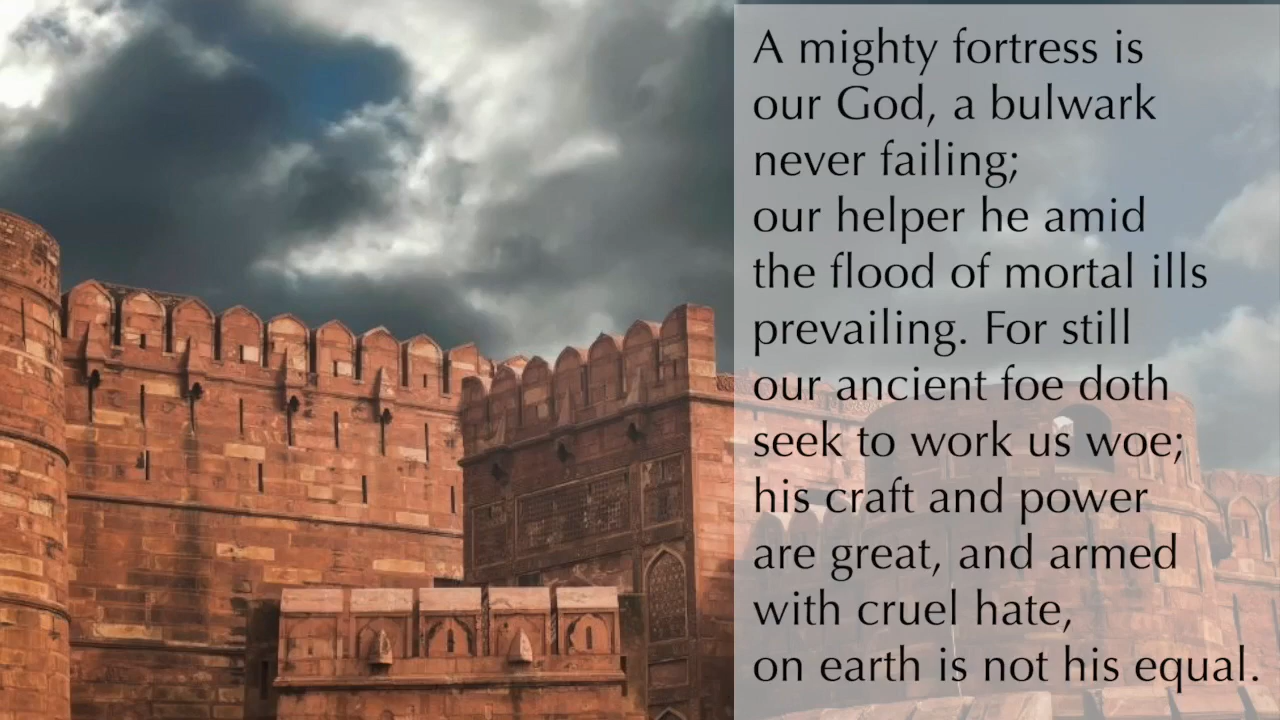 A mighty fortress is
our God, a bulwark
never failing;
our helper he amid
the flood of mortal ills
prevailing. For still
our ancient foe doth
seek to work us woe;
his craft and power
are great, and armed
with cruel hate,
on earth is not his equal.